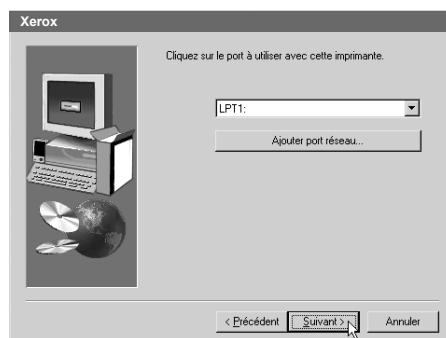 Xerox
Cliquez sur le port à utiliser avec cette imprimante.
LPT1:
Ajouter port réseau...
< Précédent Suivant > Annuler